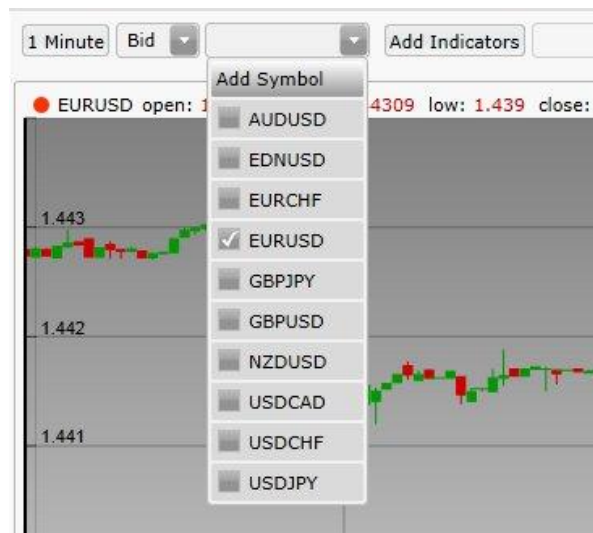 1 Minute Bid Add Indicators
Add Symbol
EURUSD open: 1 4309 low: 1.439 close:
AUDUSD
EDNUSD
EURCHF
1.443
EURUSD
GBPJPY
GBPUSD
1.442
NZDUSD
USDCAD
1.441
USDCHF
USDJPY